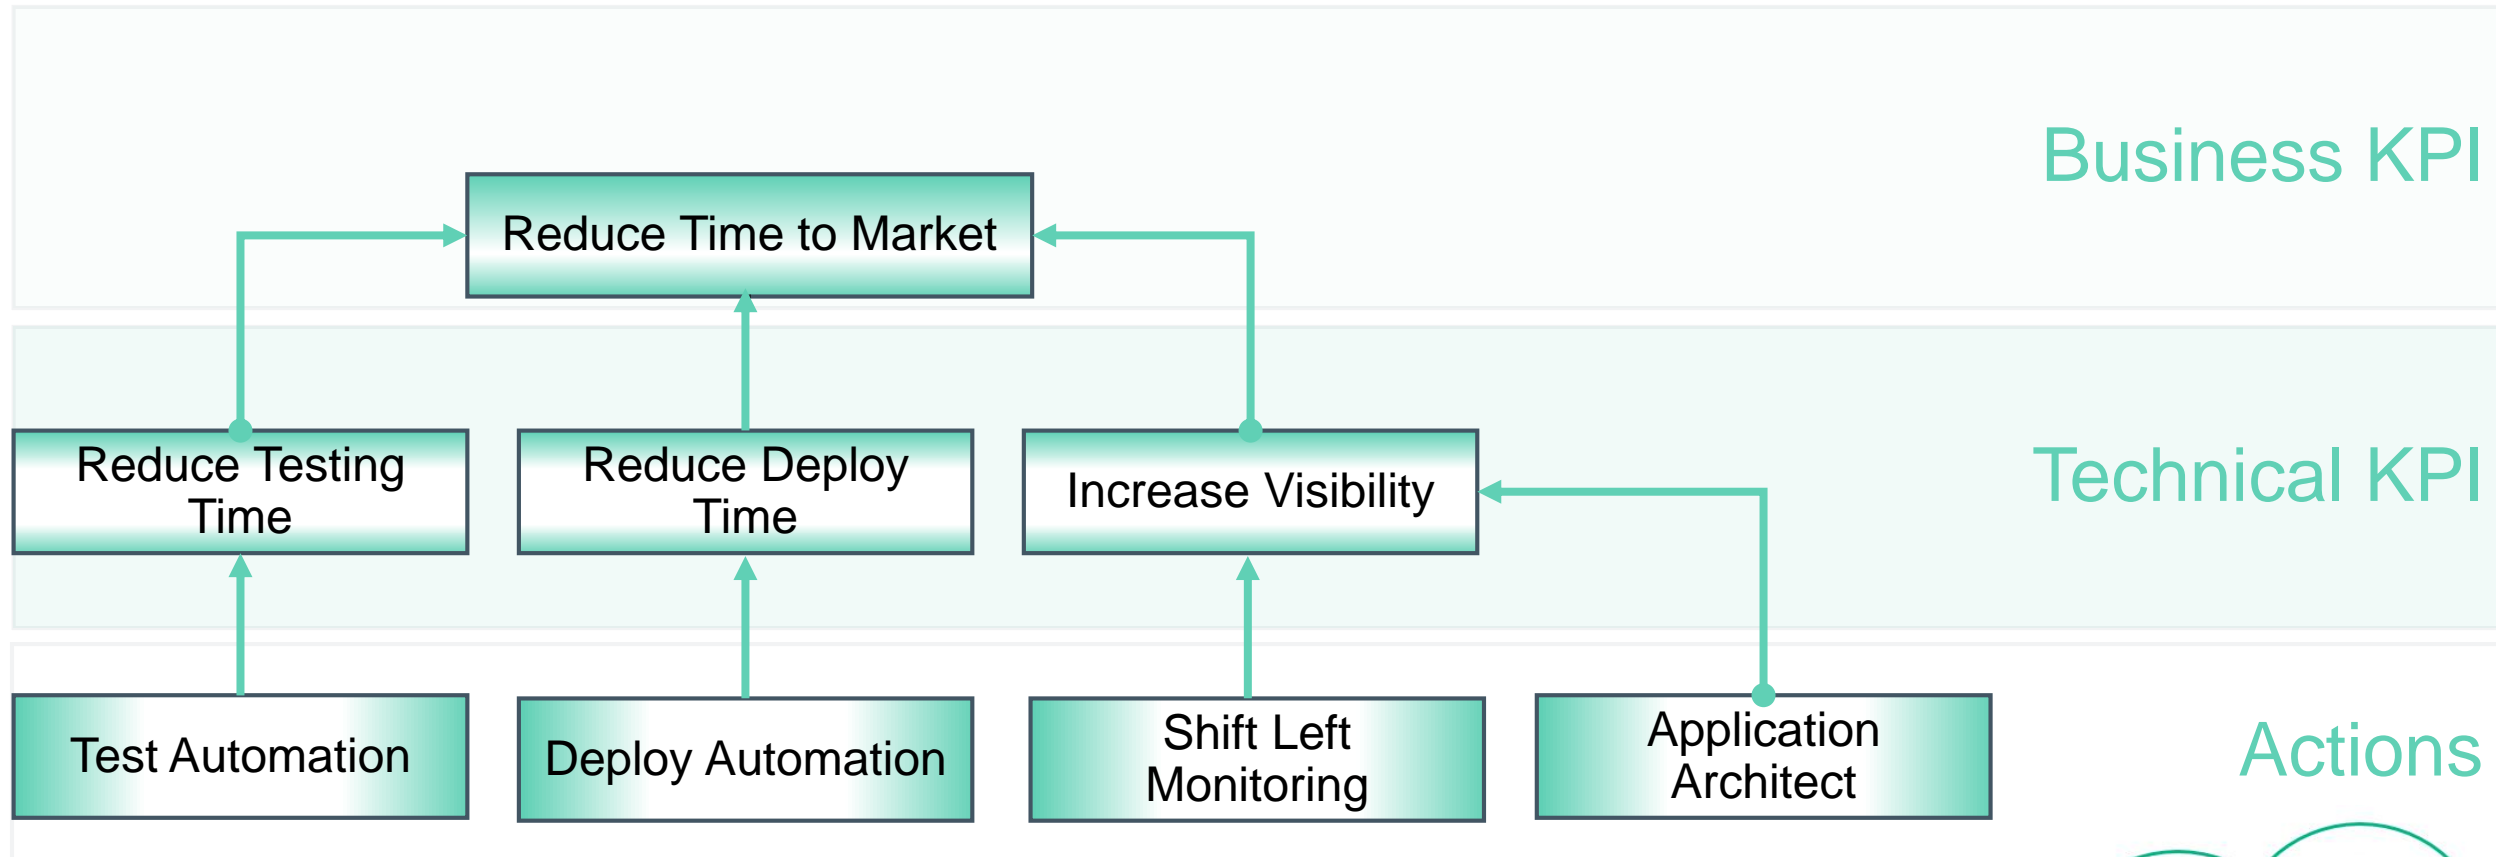 Business KPI
Reduce Time to Market
Technical KPI
Reduce Testing
Time
Reduce Deploy
Time
Increase Visibility
Actions
Test Automation
Deploy Automation
Shift Left
Monitoring
Application
Architect